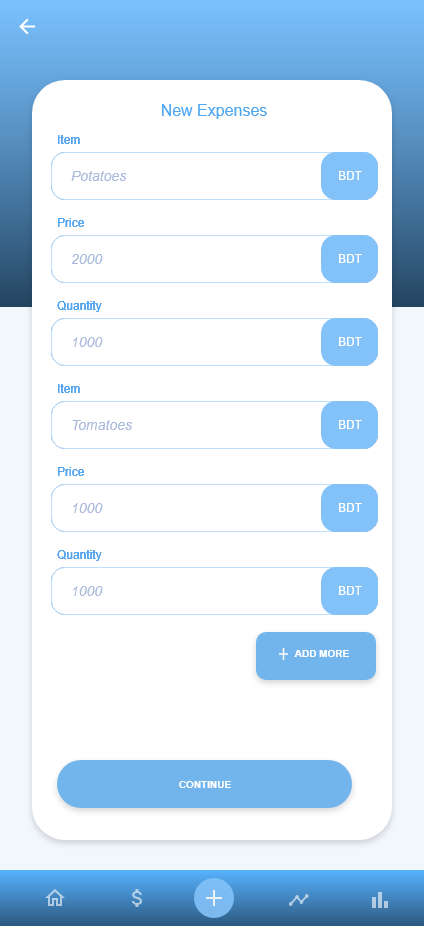 New Expenses
Item
Potatoes BDT
Price
2000 BDT
Quantity
1000 BDT
Item
Tomatoes BDT
Price
1000 BDT
Quantity
1000 BDT
+ ADD MORE
CONTINUE